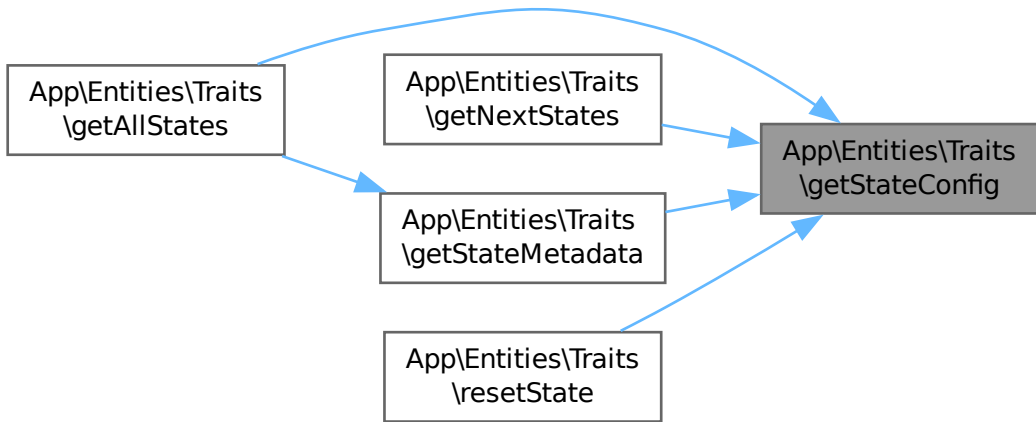 App\Entities\Traits
\getAllStates
App\Entities\Traits
\getNextStates
App\Entities\Traits
\getStateMetadada
App\Entities\Traits
\resetState
App\Entities\Traits
\getStateConfig